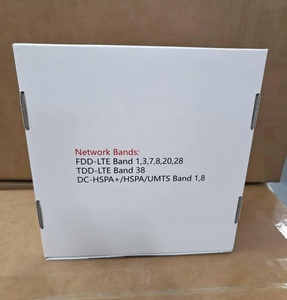 Network Bands:
FDD-LTE Band 1,3,7,8,20,28
TDD-LTE Band 38
DC-HSPA+/HSPA/UMTS Band 1,8